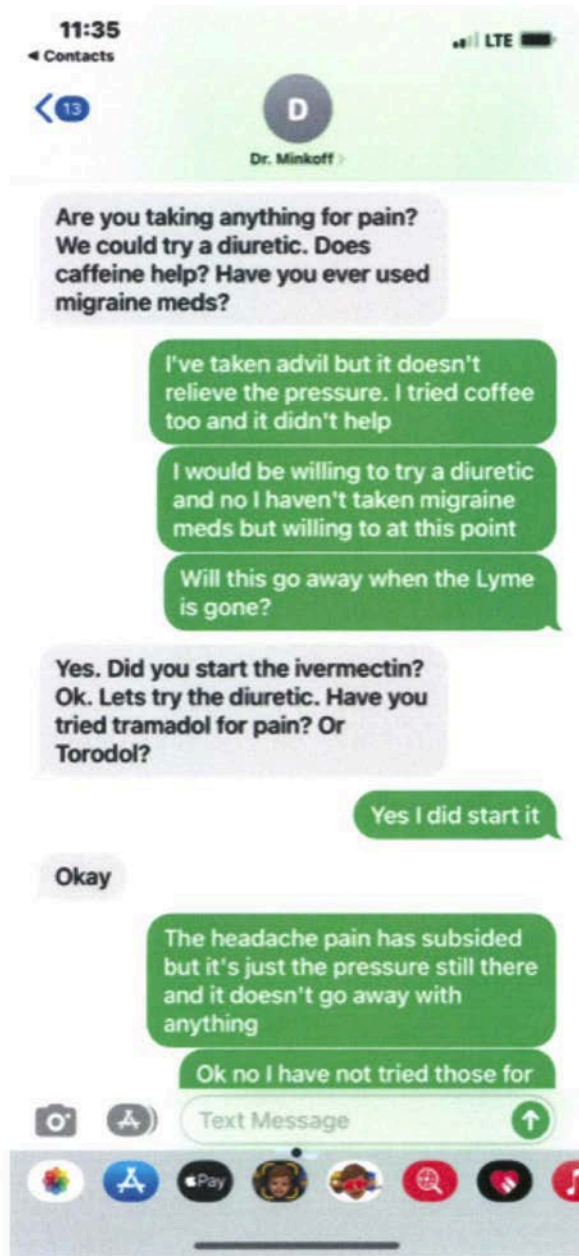 11:35
LTE
Contacts
13
D
Dr. Minkoff
Are you taking anything for pain?
We could try a diuretic. Does
caffeine help? Have you ever used
migraine meds?
I've taken advil but it doesn't
relieve the pressure. I tried coffee
too and it didn't help
I would be willing to try a diuretic
and no I haven't taken migraine
meds but willing to at this point
Will this go away when the Lyme
is gone?
Yes. Did you start the ivermectin?
Ok. Lets try the diuretic. Have you
tried tramadol for pain? Or
Torodol?
Yes I did start it
Okay
The headache pain has subsided
but it's just the pressure still there
and it doesn't go away with
anything
Ok no I have not tried those for
Text Message
Pay